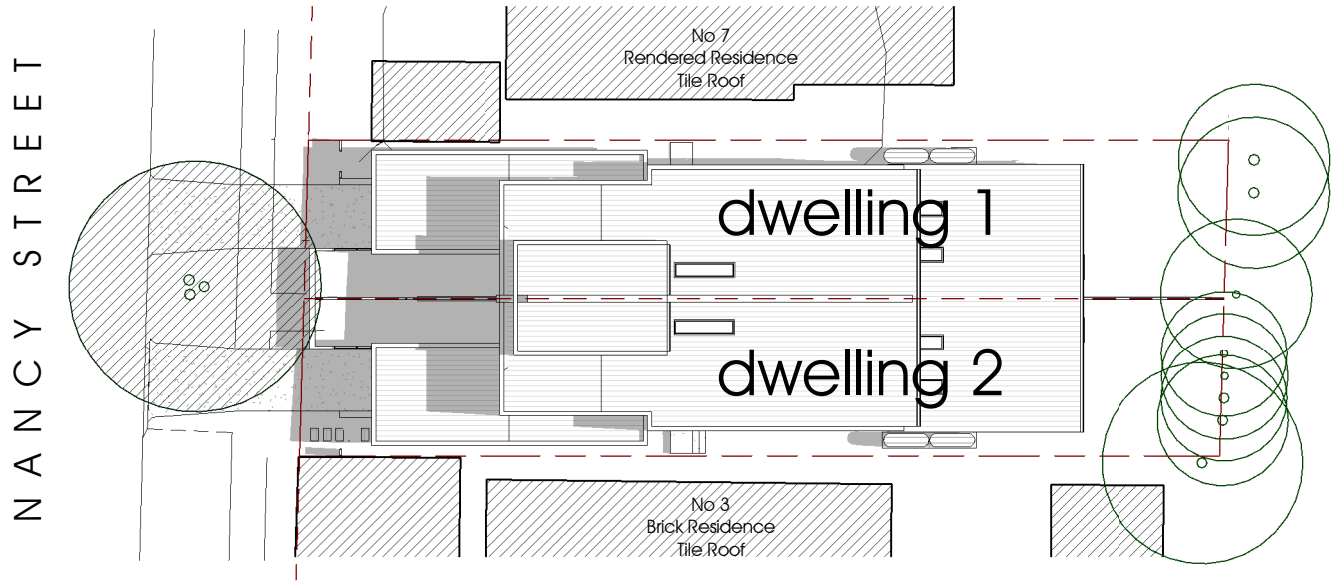 NANCY STREET
No 7
Rendered Residence
Tile Roof
dwelling 1
dwelling 2
No 3
Brick Residence
Tile Roof